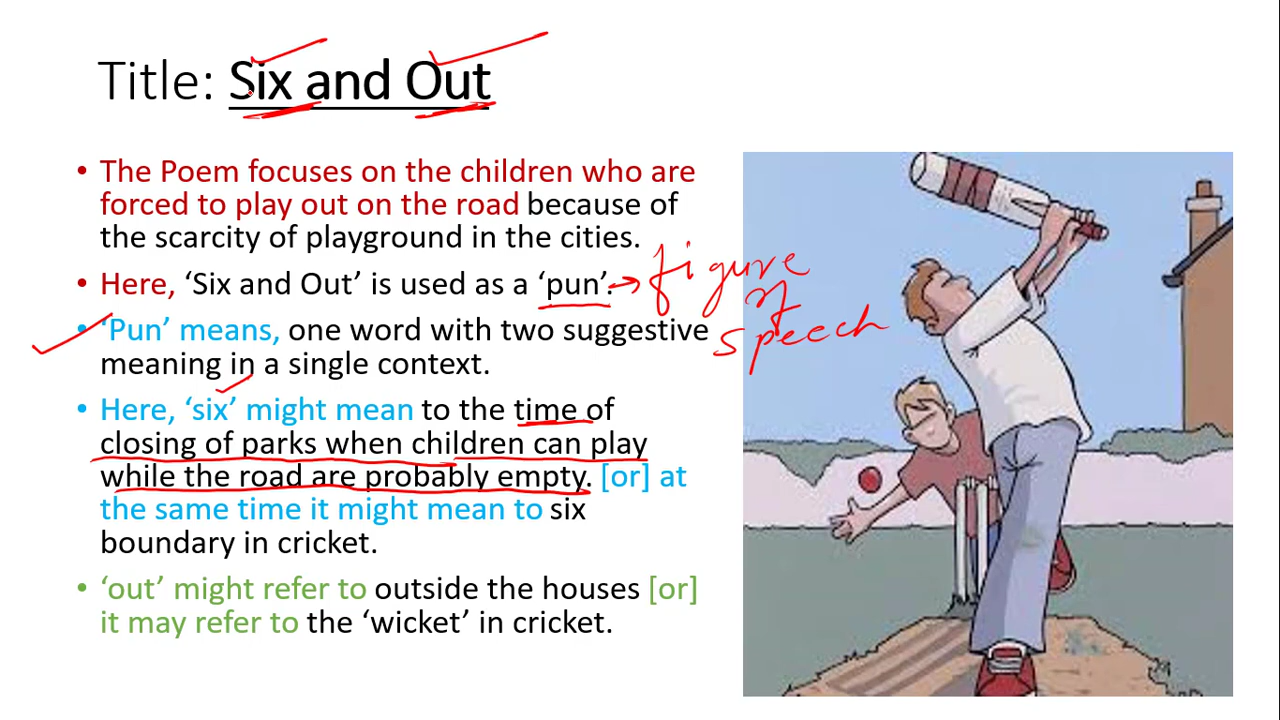 Title: Six and Out
• The Poem focuses on the children who are
forced to play out on the road because of
the scarcity of playground in the cities.
• Here, ‘Six and Out’ is used as a ‘pun’. → figure
of
speech
• ‘Pun’ means, one word with two suggestive
meaning in a single context.
• Here, ‘six’ might mean to the time of
closing of parks when children can play
while the road are probably empty. [or] at
the same time it might mean to six
boundary in cricket.
• ‘out’ might refer to outside the houses [or]
it may refer to the ‘wicket’ in cricket.